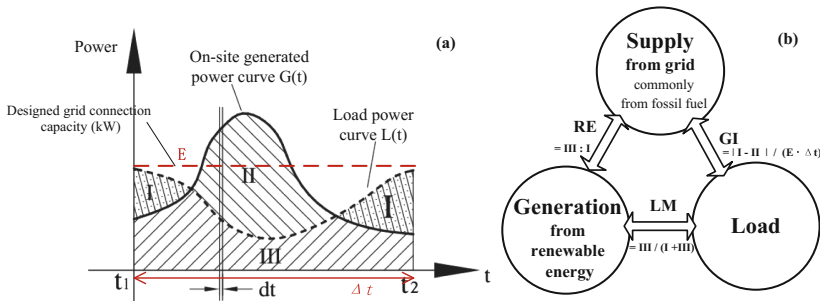 (a)
Power
On-site generated
power curve G(t)
Designed grid connection
capacity (kW)
Load power
curve L(t)
E
I
II
I
III
t1
t2
t
dt
Δ t
(b)
Supply
from grid
commonly
from fossil fuel
RE
= III : I
GI
= | I - II | / (E · Δ t)
Generation
from
renewable
energy
LM
= III / (I +III)
Load